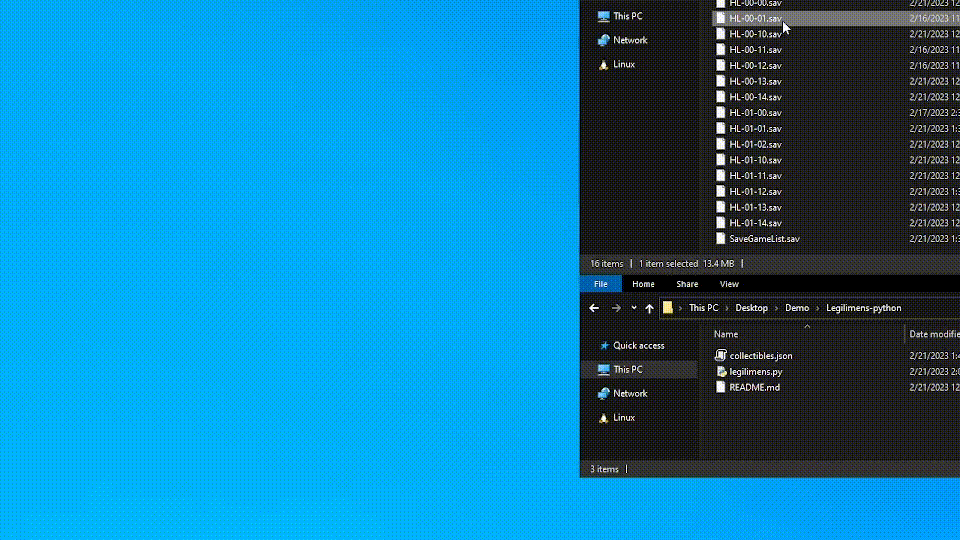 HL-00-00.sav 2/21/2023 12
This PC HL-00-01.sav 2/16/2023 11
HL-00-10.sav 2/21/2023 12
Network HL-00-11.sav 2/16/2023 11
Linux HL-00-12.sav 2/16/2023 11
HL-00-13.sav 2/21/2023 12
HL-00-14.sav 2/21/2023 12
HL-01-00.sav 2/17/2023 2:3
HL-01-01.sav 2/21/2023 1:3
HL-01-02.sav 2/21/2023 12
HL-01-10.sav 2/21/2023 12
HL-01-11.sav 2/21/2023 12
HL-01-12.sav 2/21/2023 1:3
HL-01-13.sav 2/21/2023 12
HL-01-14.sav 2/21/2023 12
SaveGameList.sav 2/21/2023 1:3
16 items | 1 item selected 13.4 MB |
File Home Share View
This PC › Desktop › Demo › Legilimens-python
Name Date modifie
Quick access
collectibles.json 2/21/2023 1:4
This PC legilimens.py 2/21/2023 2:0
README.md 2/21/2023 12
Network
Linux
3 items |